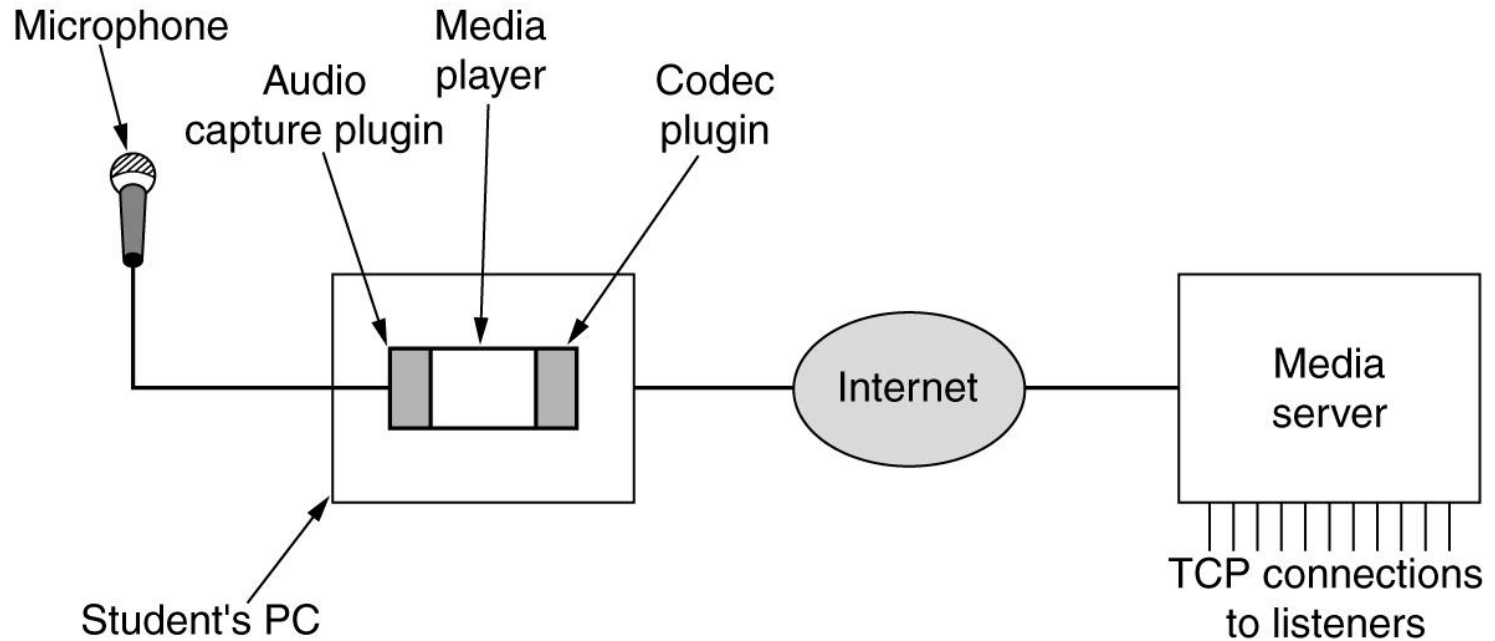 Microphone
Audio
capture plugin
Media
player
Codec
plugin
Internet
Media
server
Student's PC
TCP connections
to listeners